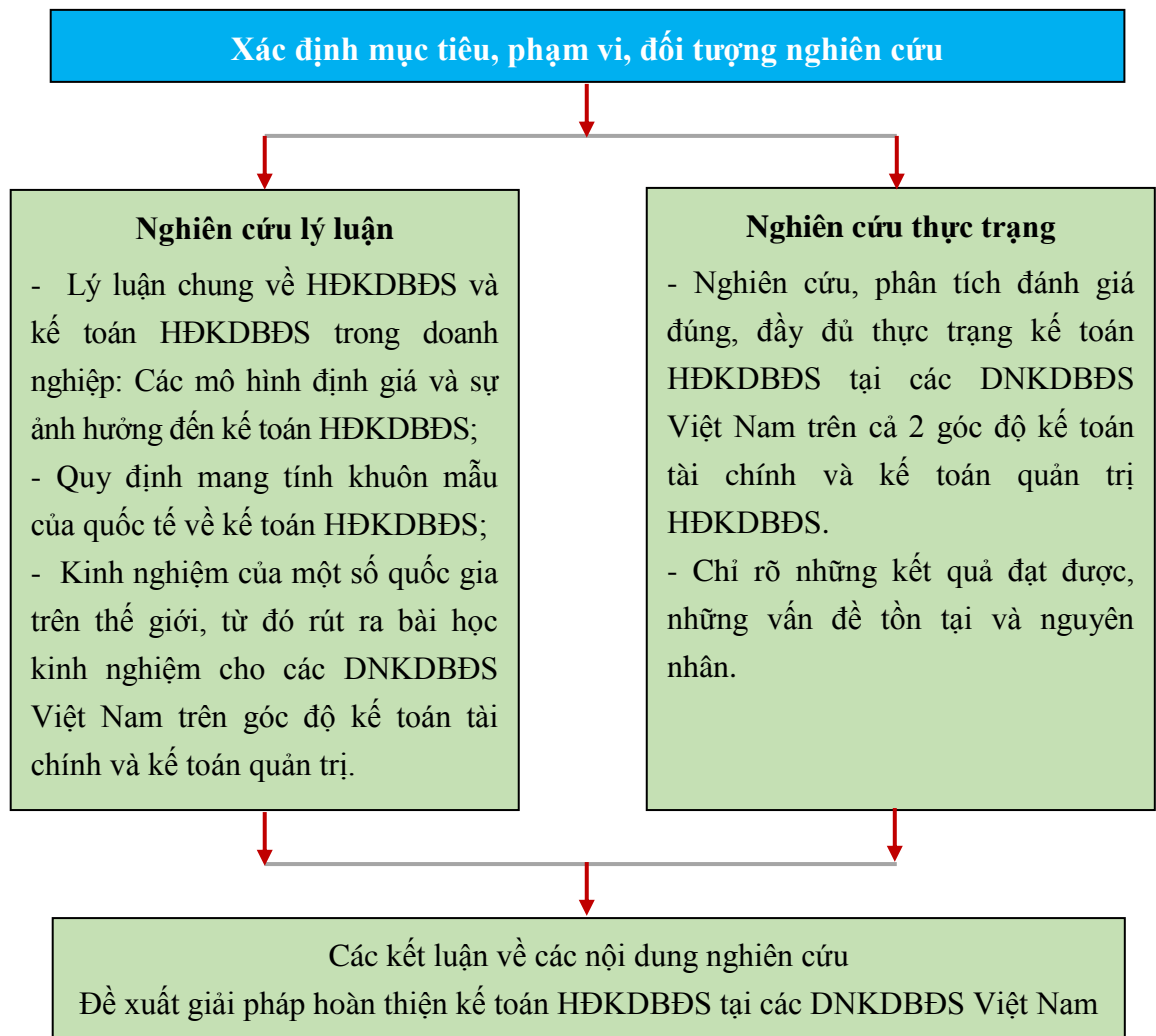 Xác định mục tiêu, phạm vi, đối tượng nghiên cứu
Nghiên cứu lý luận
- Lý luận chung về HĐKDBĐS và
kế toán HĐKDBĐS trong doanh
nghiệp: Các mô hình định giá và sự
ảnh hưởng đến kế toán HĐKDBĐS;
- Quy định mang tính khuôn mẫu
của quốc tế về kế toán HĐKDBĐS;
- Kinh nghiệm của một số quốc gia
trên thế giới, từ đó rút ra bài học
kinh nghiệm cho các DNKDBĐS
Việt Nam trên góc độ kế toán tài
chính và kế toán quản trị.
Nghiên cứu thực trạng
- Nghiên cứu, phân tích đánh giá
đúng, đầy đủ thực trạng kế toán
HĐKDBĐS tại các DNKDBĐS
Việt Nam trên cả 2 góc độ kế toán
tài chính và kế toán quản trị
HĐKDBĐS.
- Chỉ rõ những kết quả đạt được,
những vấn đề tồn tại và nguyên
nhân.
Các kết luận về các nội dung nghiên cứu
Đề xuất giải pháp hoàn thiện kế toán HĐKDBĐS tại các DNKDBĐS Việt Nam